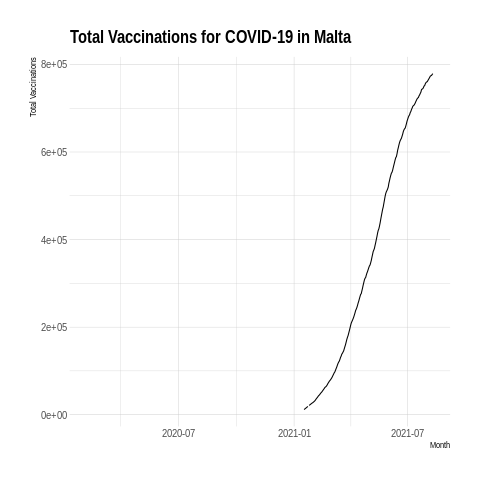 Total Vaccinations for COVID-19 in Malta
Total Vaccinations
8e+05
6e+05
4e+05
2e+05
0e+00
2020-07
2021-01
2021-07
Month